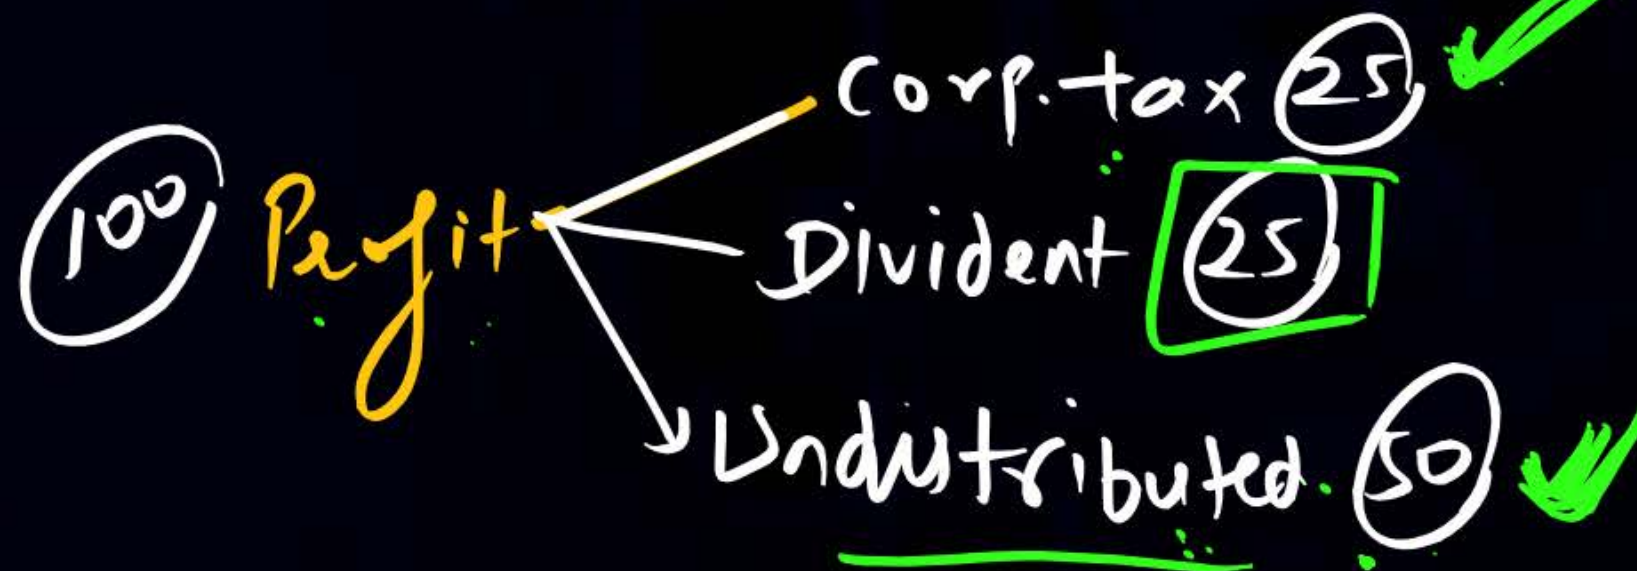 Corp. tax 25
100 Profit
Divident 25
Undistributed. 50